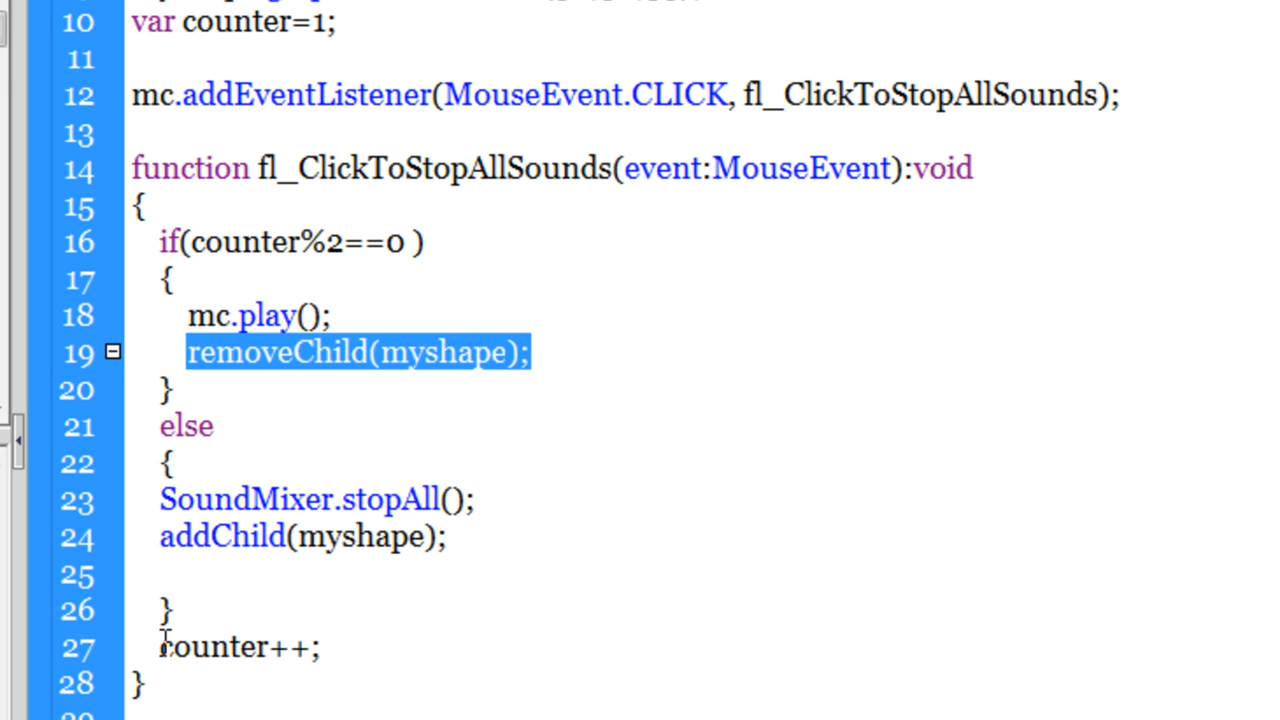 10 var counter=1;
11
12 mc.addEventListener(MouseEvent.CLICK, fl_ClickToStopAllSounds);
13
14 function fl_ClickToStopAllSounds(event:MouseEvent):void
15 {
16 if(counter%2==0 )
17 {
18 mc.play();
19 removeChild(myshape);
20 }
21 else
22 {
23 SoundMixer.stopAll();
24 addChild(myshape);
25
26 }
27 counter++;
28 }